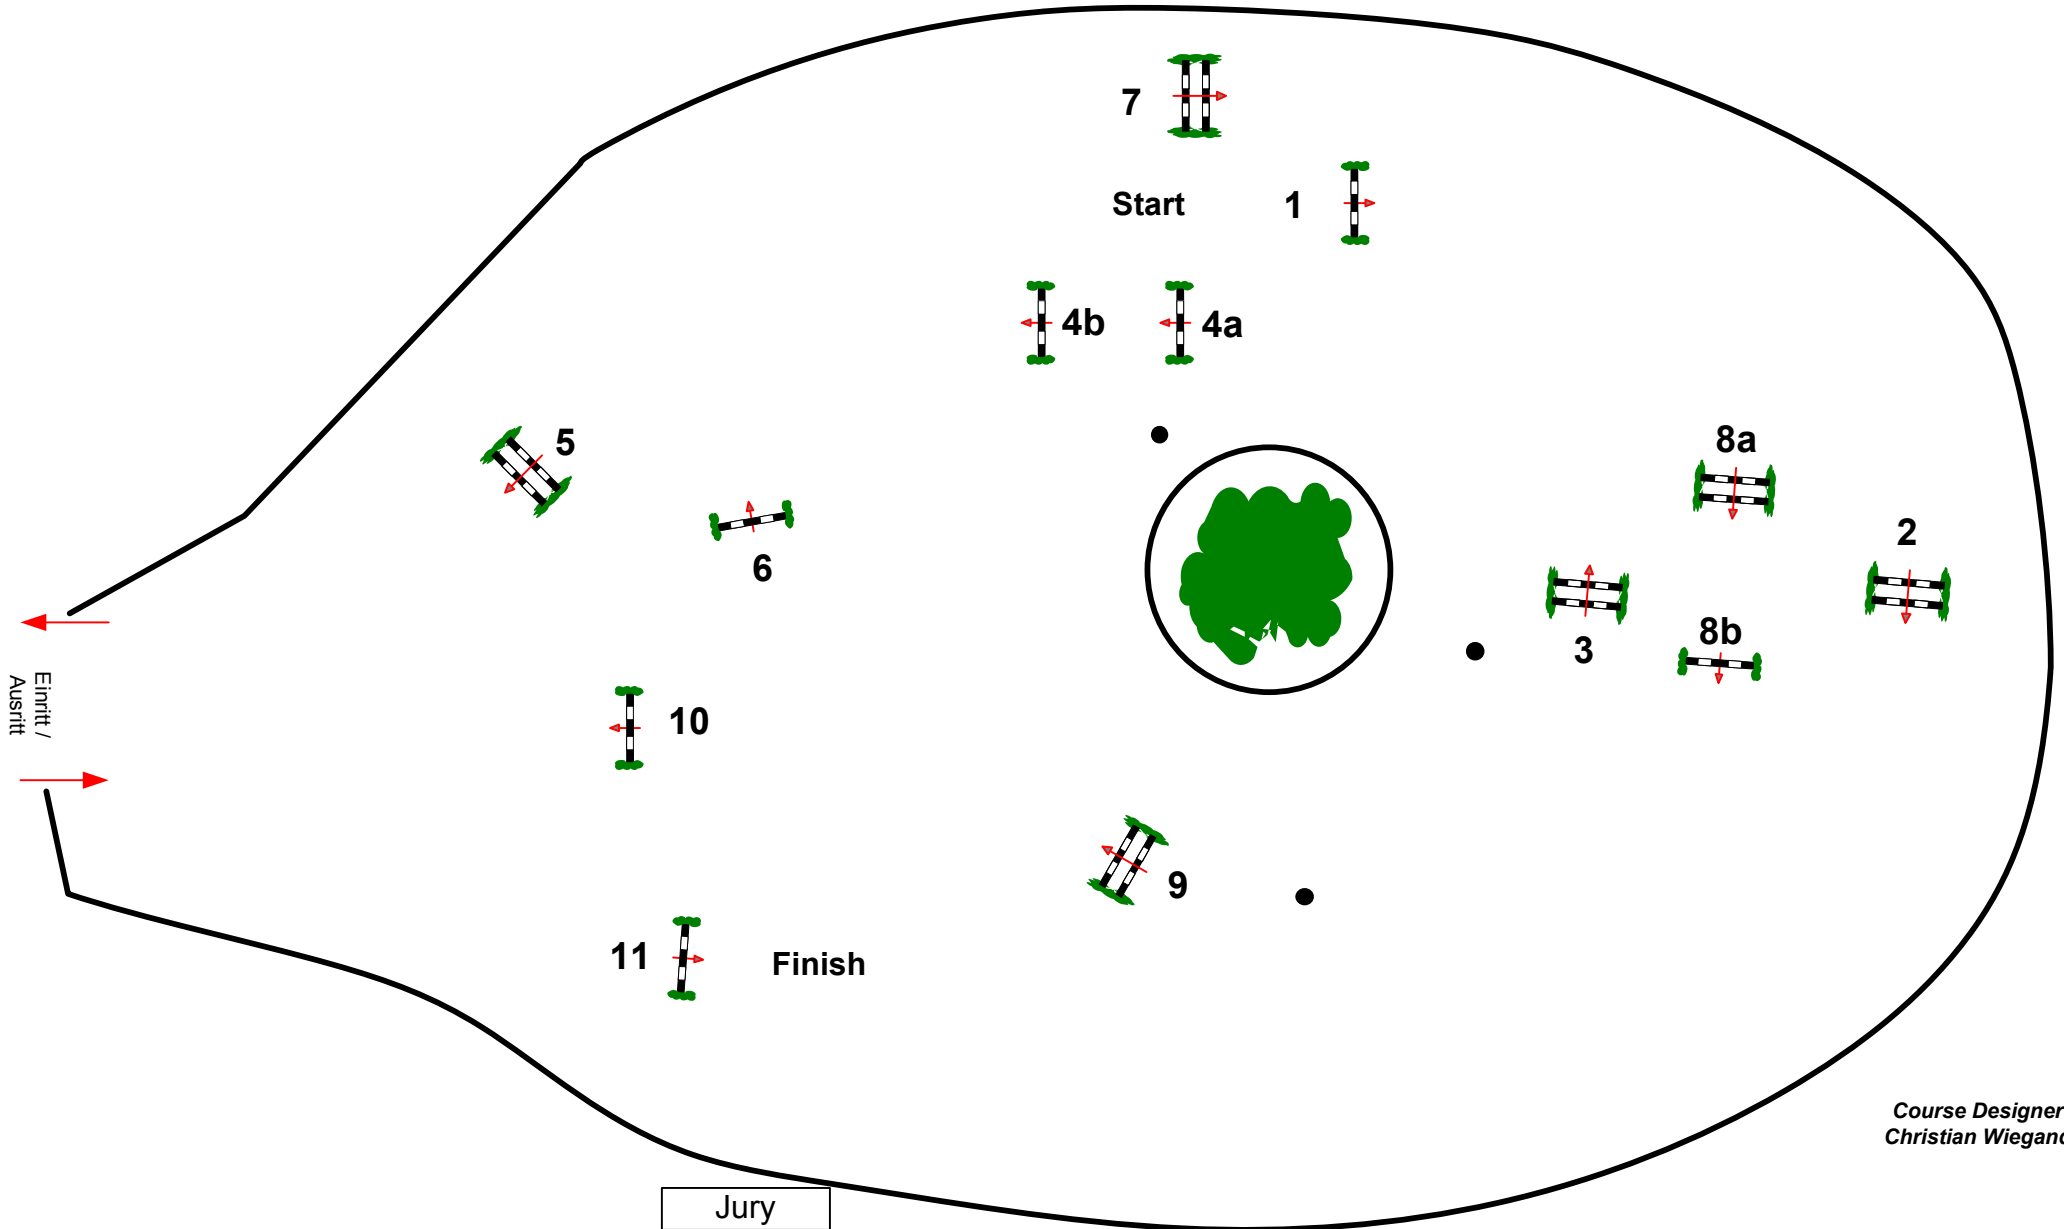 7
Start
1
4b
4a
5
8a
2
6
3
8b
Einritt /
Ausritt
10
9
11
Finish
Course Designer
Christian Wiegand
Jury